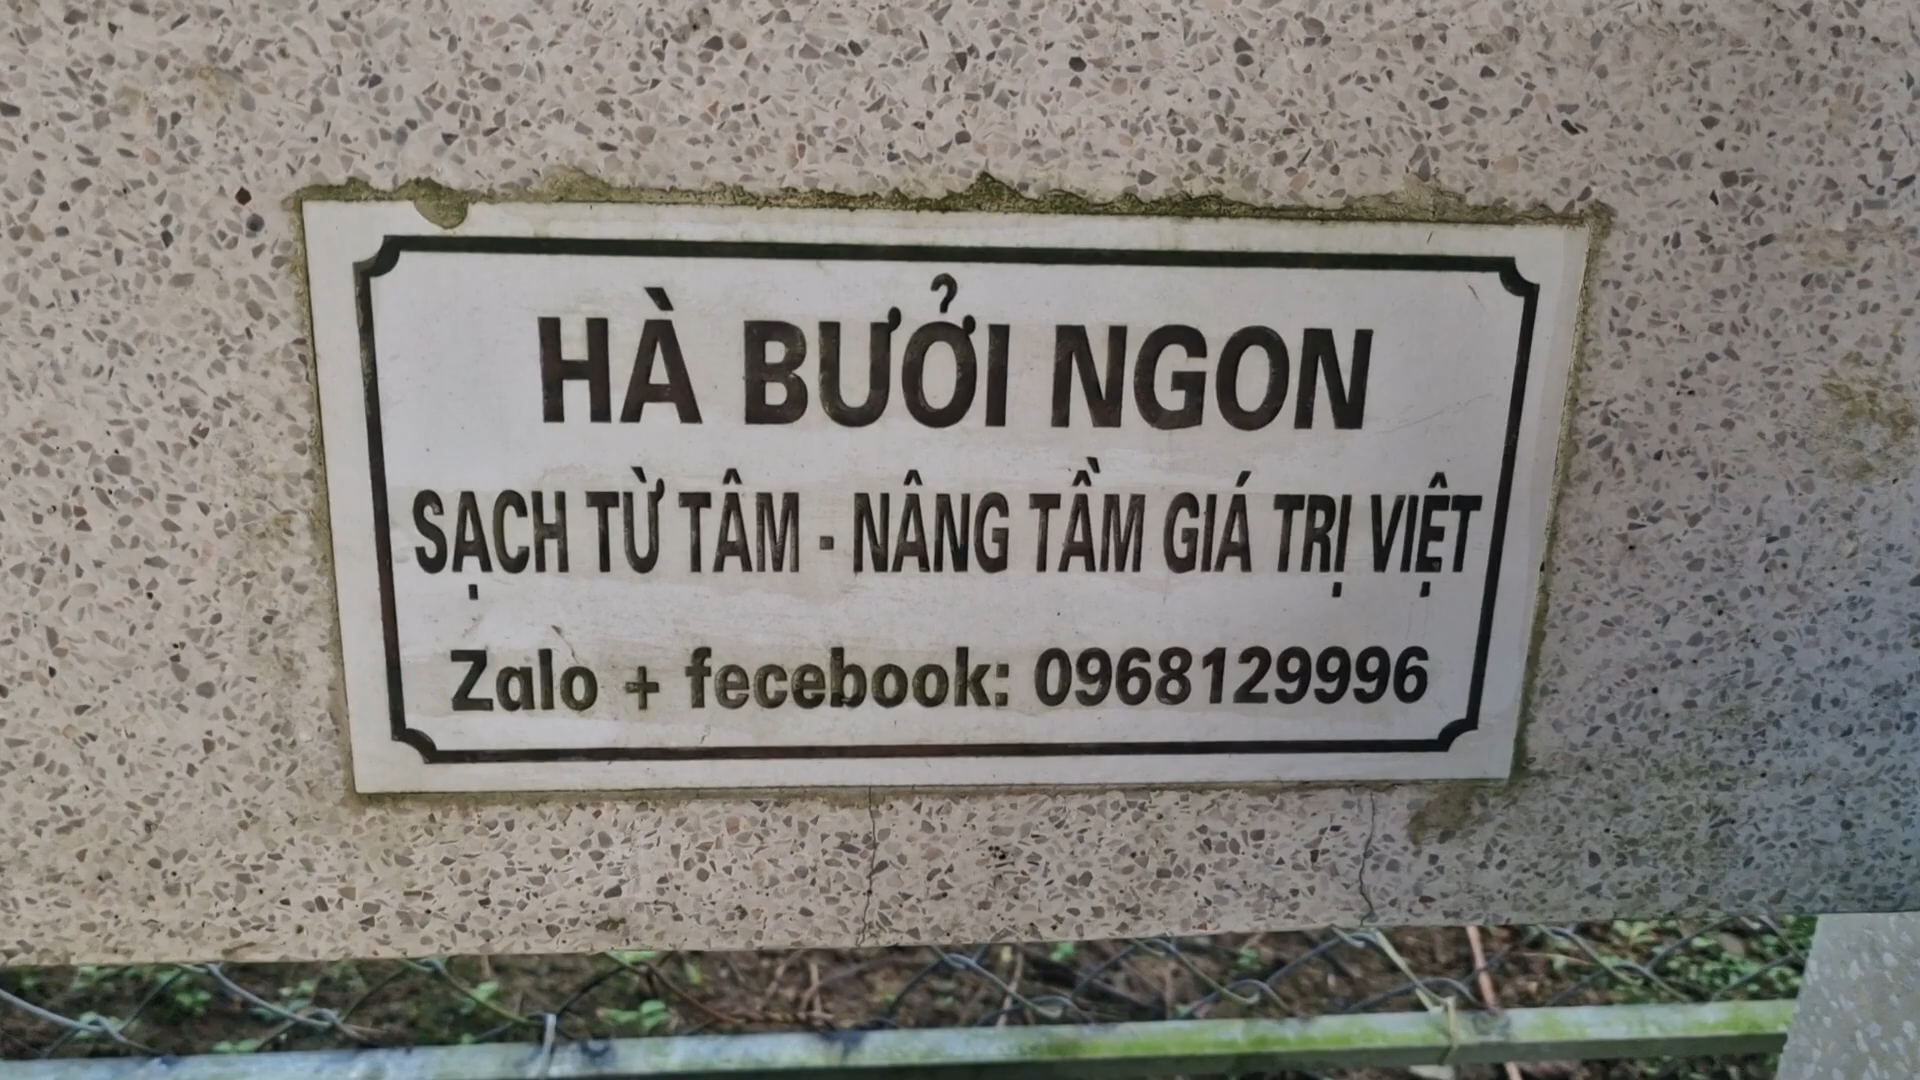 HÀ BƯỞI NGON
SẠCH TỪ TÂM - NÂNG TẦM GIÁ TRỊ VIỆT
Zalo + fecebook: 0968129996